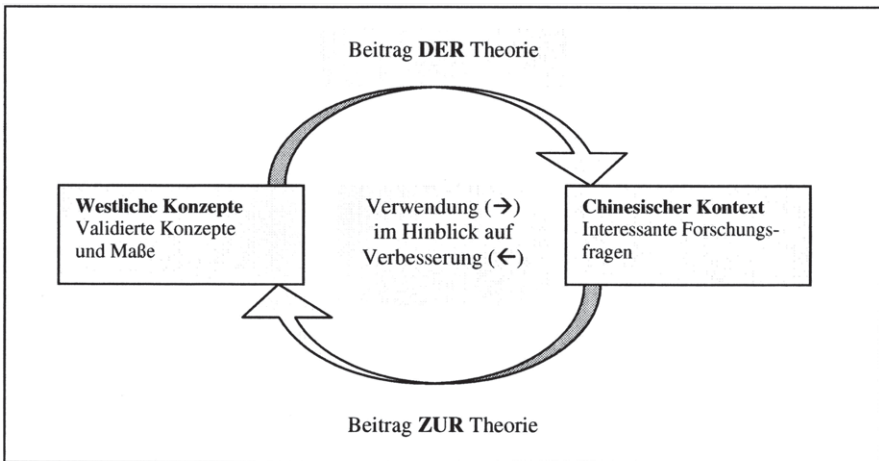 Beitrag DER Theorie
Westliche Konzepte
Validierte Konzepte
und Maße
Verwendung (→)
im Hinblick auf
Verbesserung (←)
Chinesischer Kontext
Interessante Forschungs-
fragen
Beitrag ZUR Theorie